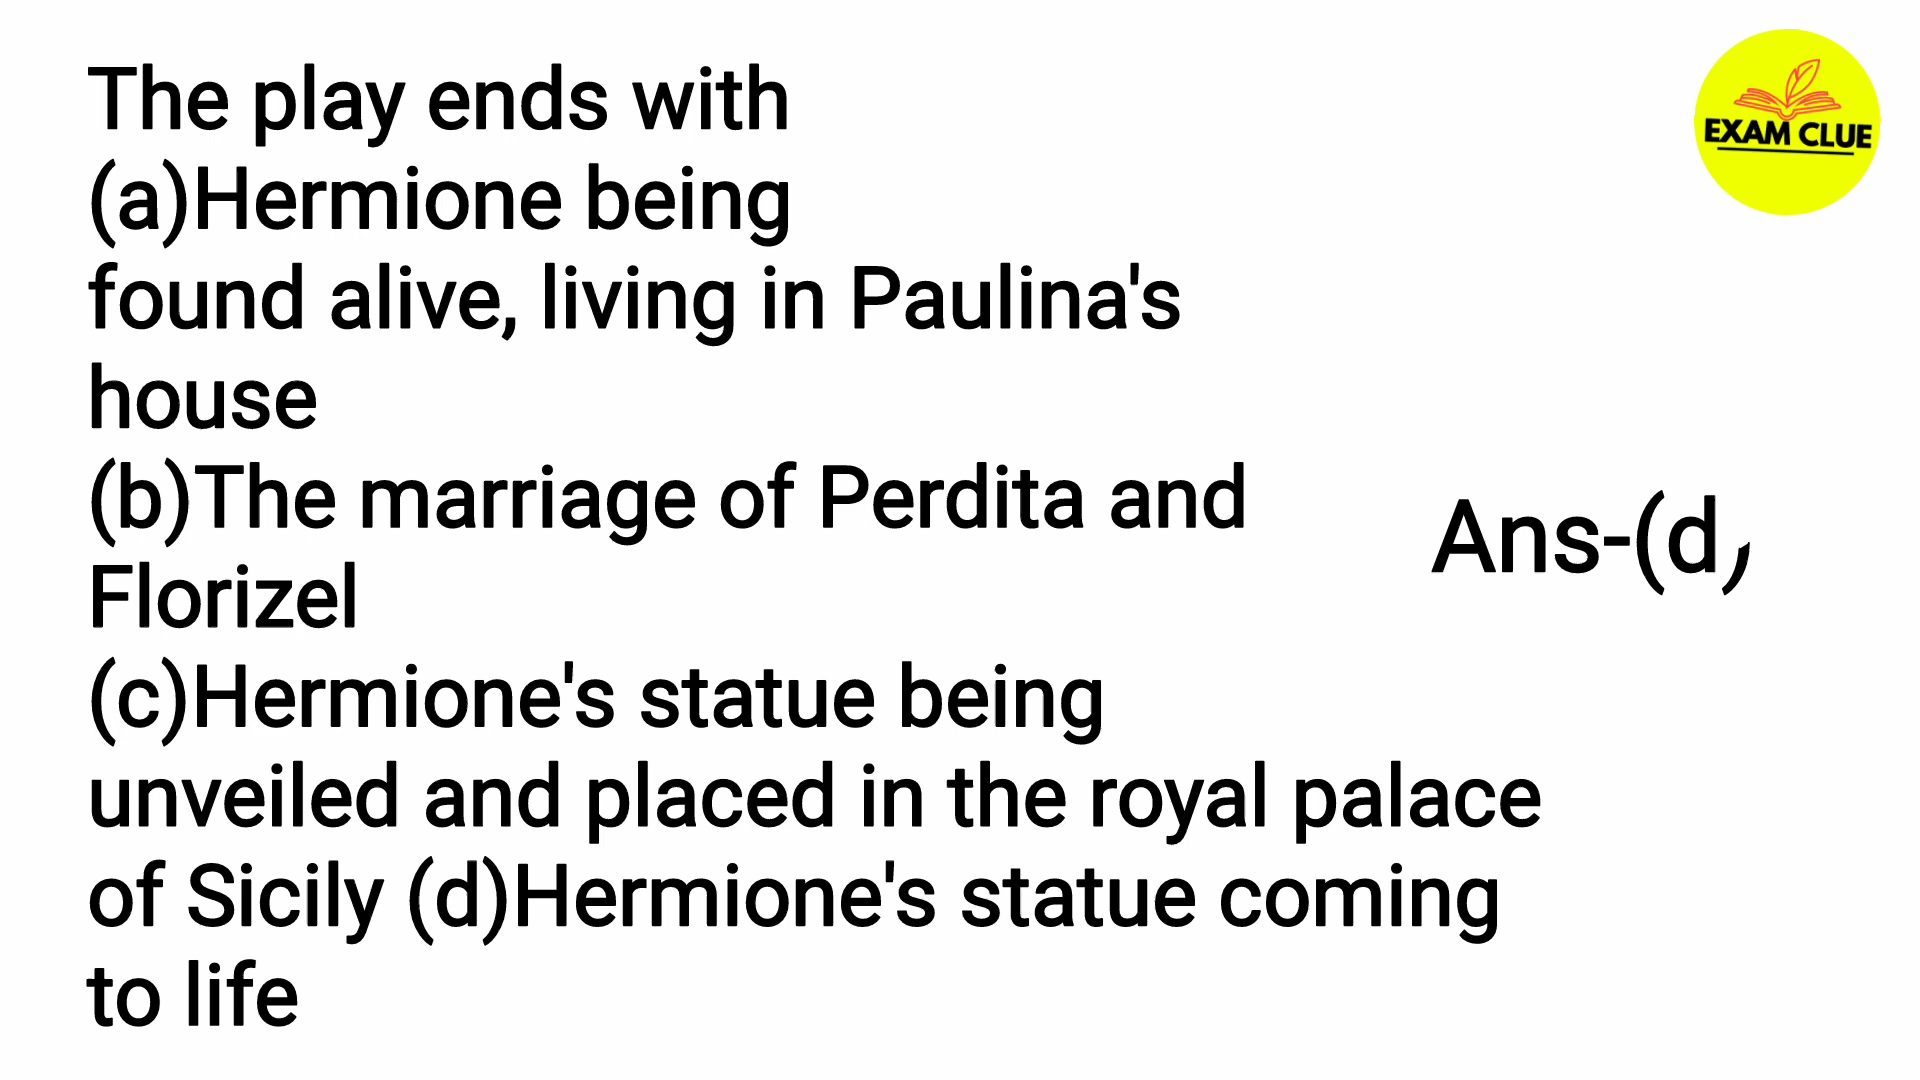 The play ends with
(a)Hermione being
found alive, living in Paulina's
house
(b)The marriage of Perdita and
Florizel
(c)Hermione's statue being
unveiled and placed in the royal palace
of Sicily (d)Hermione's statue coming
to life
Ans-(d)
EXAM CLUE